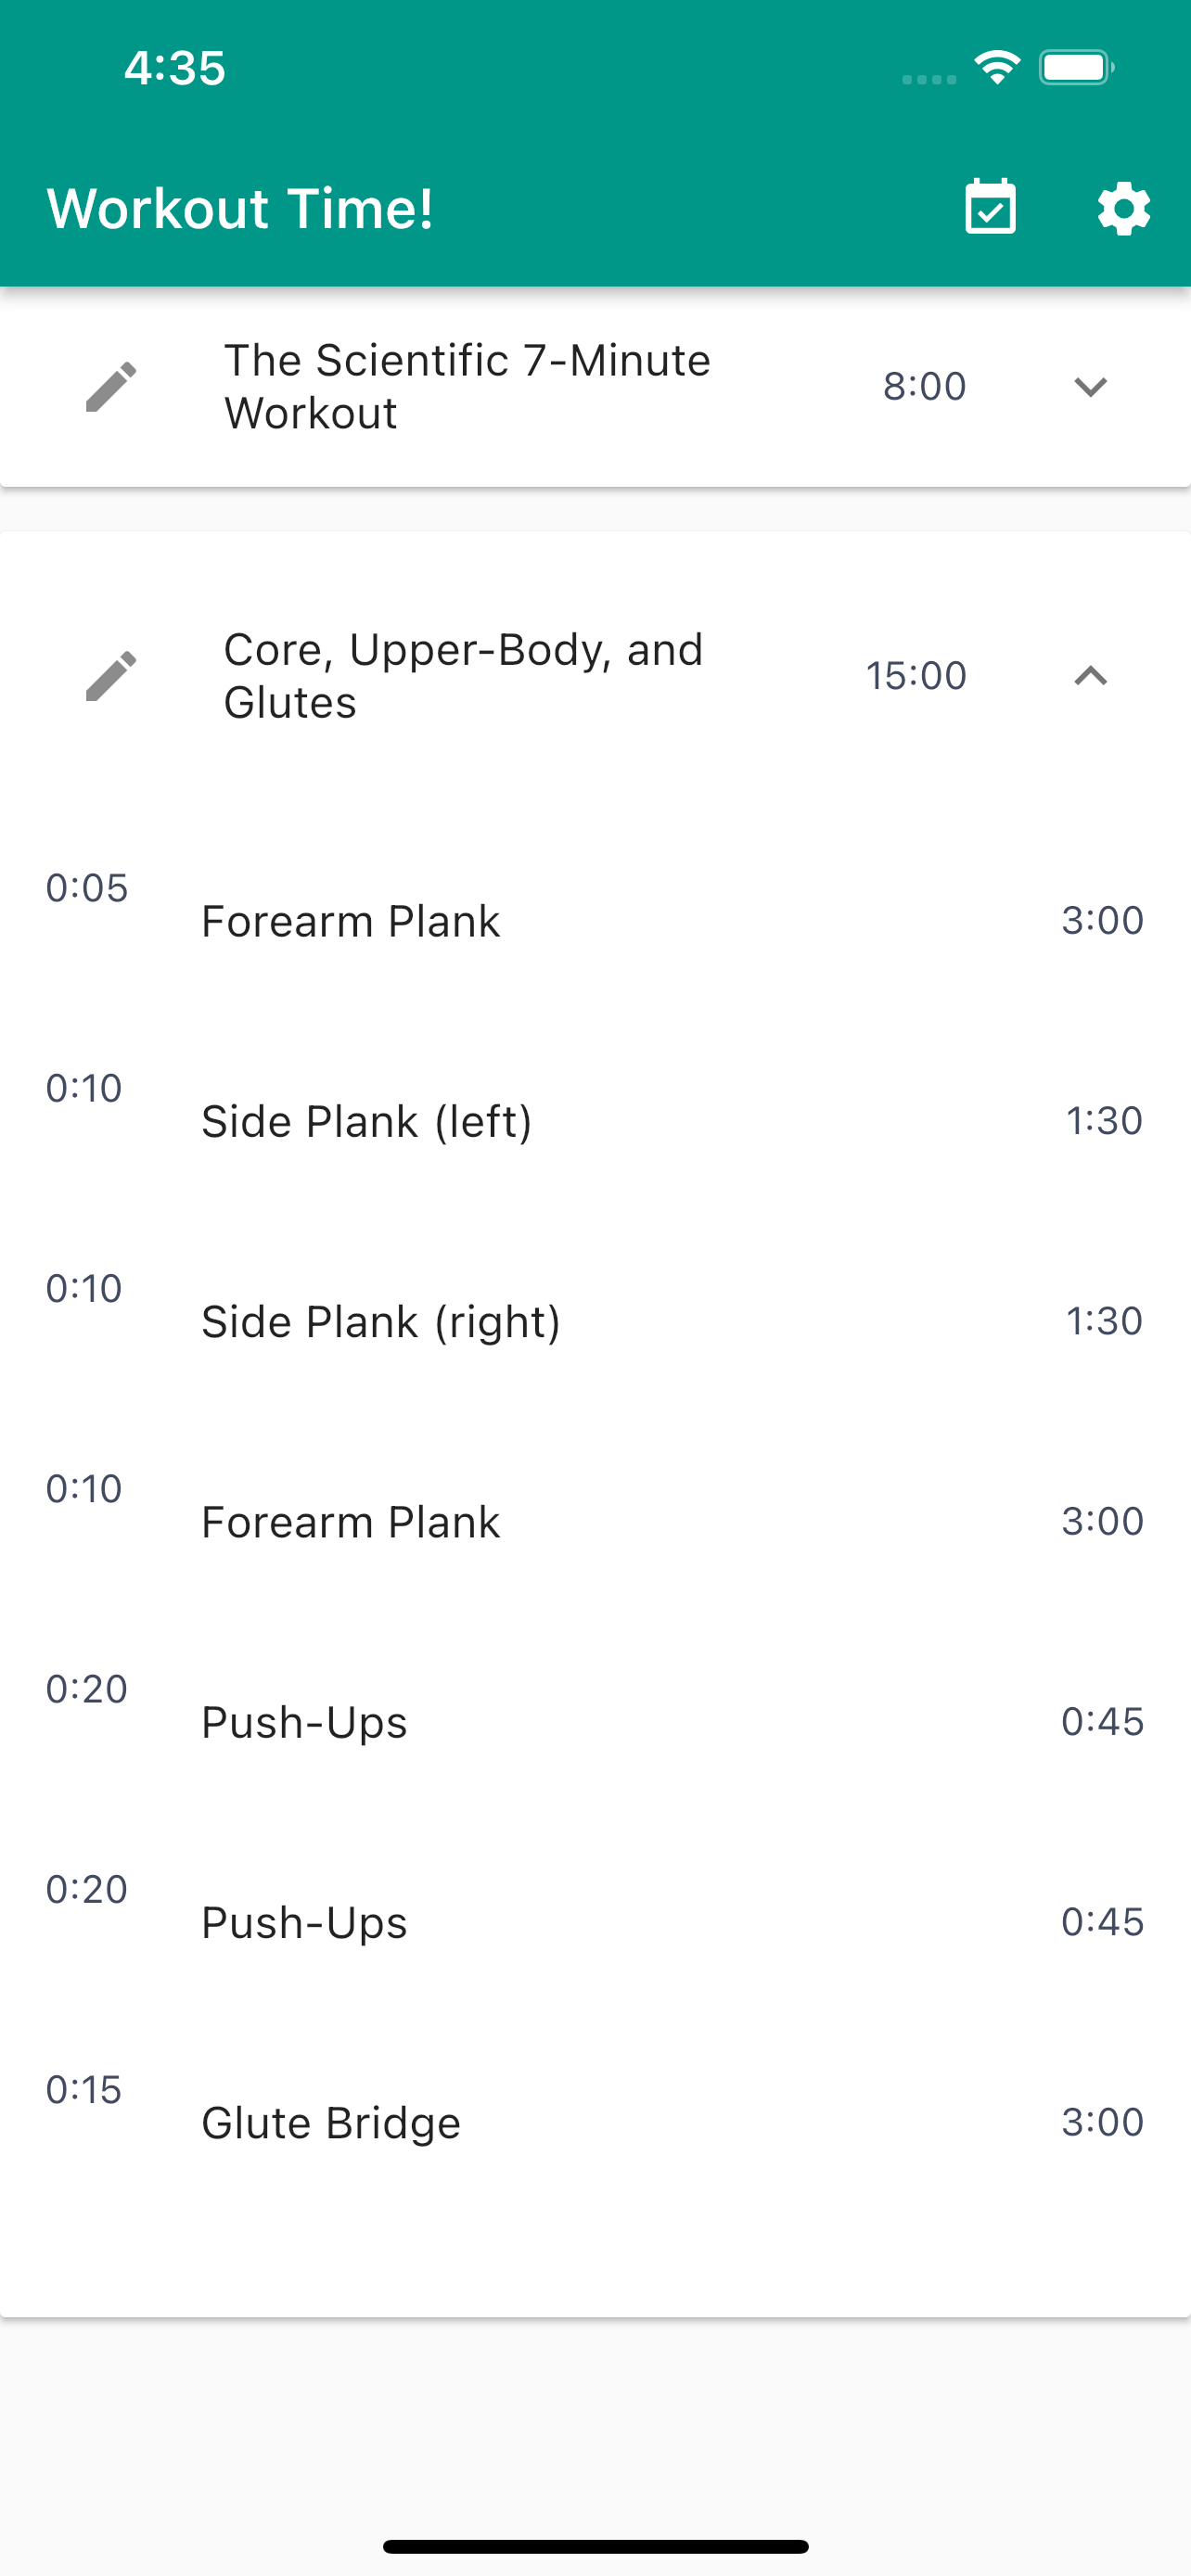 4:35
Workout Time!
The Scientific 7-Minute
Workout
8:00
Core, Upper-Body, and
Glutes
15:00
0:05
Forearm Plank
3:00
0:10
Side Plank (left)
1:30
0:10
Side Plank (right)
1:30
0:10
Forearm Plank
3:00
0:20
Push-Ups
0:45
0:20
Push-Ups
0:45
0:15
Glute Bridge
3:00